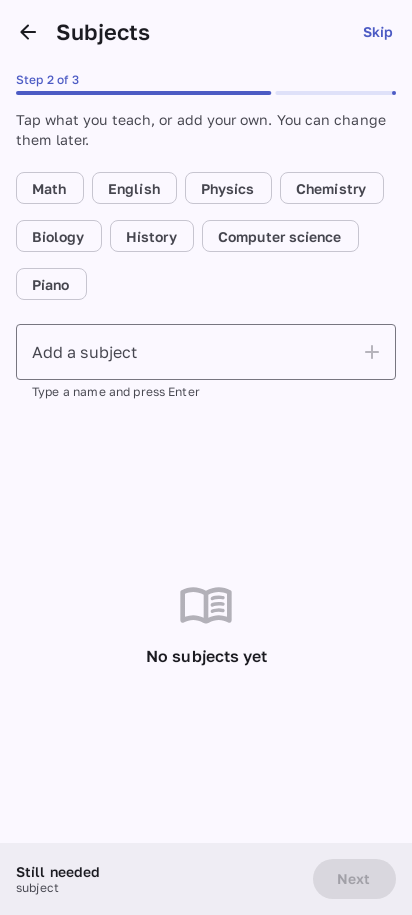 Subjects
Skip
Step 2 of 3
Tap what you teach, or add your own. You can change
them later.
Math
English
Physics
Chemistry
Biology
History
Computer science
Piano
Add a subject
Type a name and press Enter
No subjects yet
Still needed
subject
Next